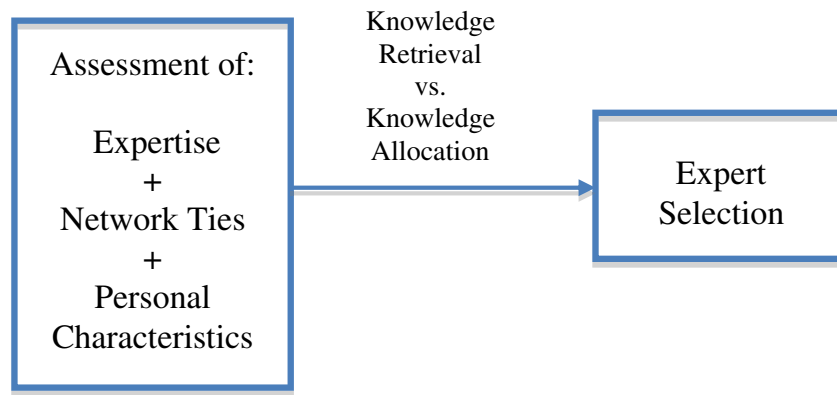 Assessment of:
Expertise
+
Network Ties
+
Personal
Characteristics
Knowledge
Retrieval
vs.
Knowledge
Allocation
Expert
Selection